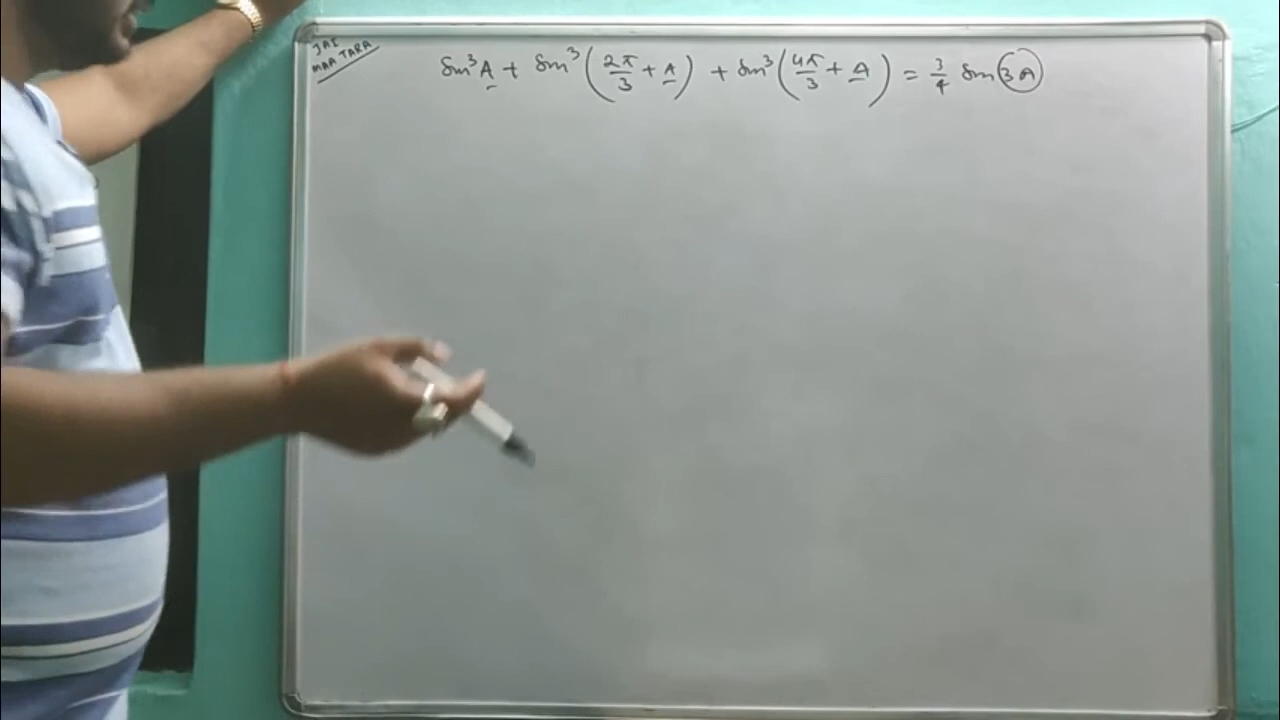 JAI
MAA TARA
sin³A + sin³(2π/3 + A) + sin³(4π/3 + A) = 3/4 sin 3A